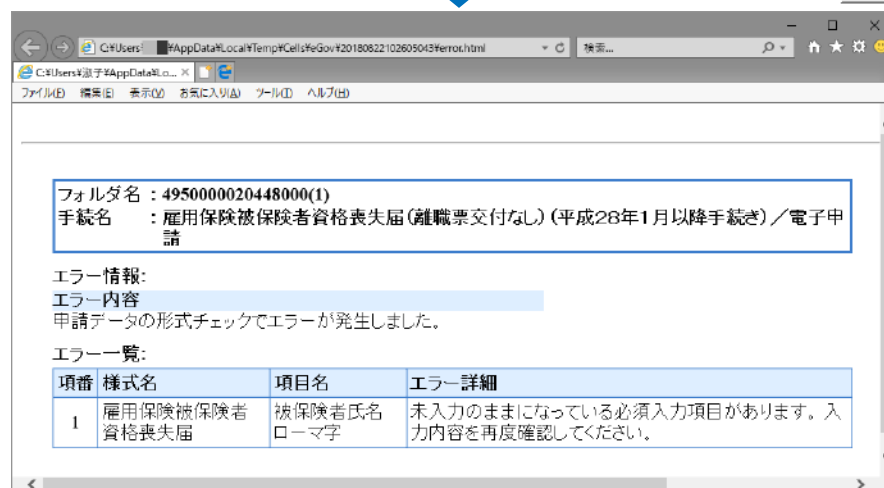 C:¥Users¥ ¥AppData¥Local¥Temp¥Cells¥eGov¥20180822102605043¥error.html
検索...
C:¥Users¥淑子¥AppData¥Lo...
ファイル(F) 編集(E) 表示(V) お気に入り(A) ツール(T) ヘルプ(H)
フォルダ名 : 4950000020448000(1)
手続名 : 雇用保険被保険者資格喪失届(離職票交付なし)(平成28年1月以降手続き)/電子申
請
エラー情報:
エラー内容
申請データの形式チェックでエラーが発生しました。
エラー一覧:
項番 様式名 項目名 エラー詳細
1 雇用保険被保険者 被保険者氏名 未入力のままになっている必須入力項目があります。入
資格喪失届 ローマ字 力内容を再度確認してください。